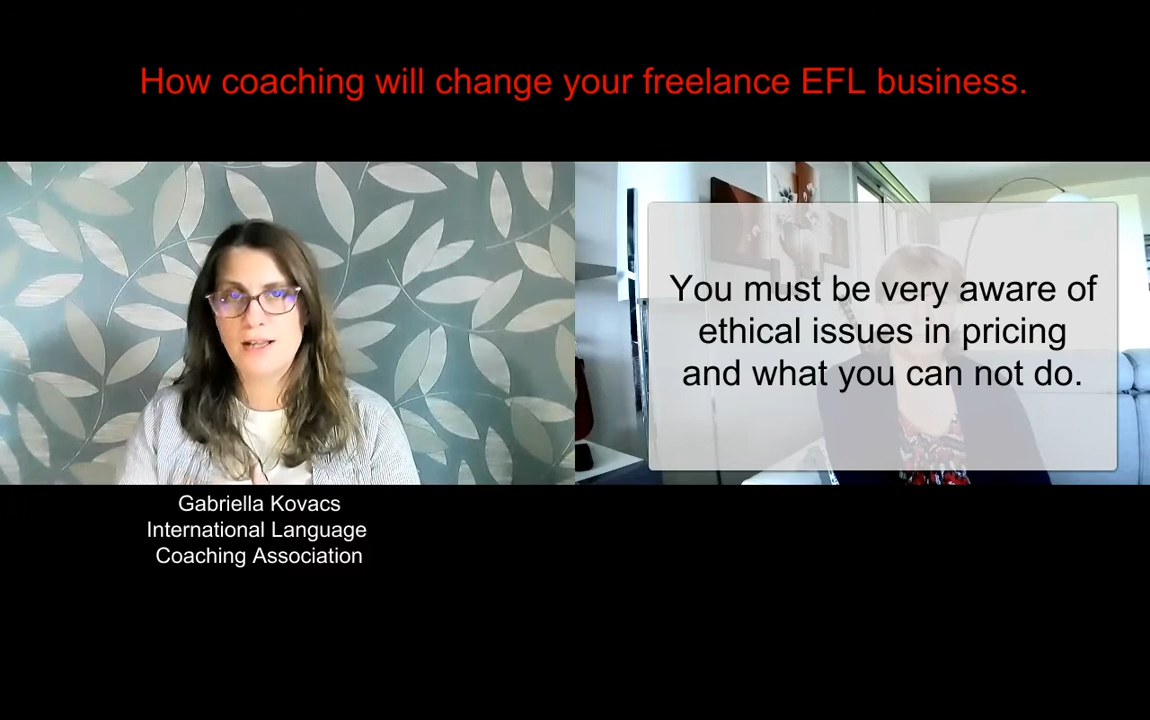 How coaching will change your freelance EFL business.
You must be very aware of
ethical issues in pricing
and what you can not do.
Gabriella Kovacs
International Language
Coaching Association